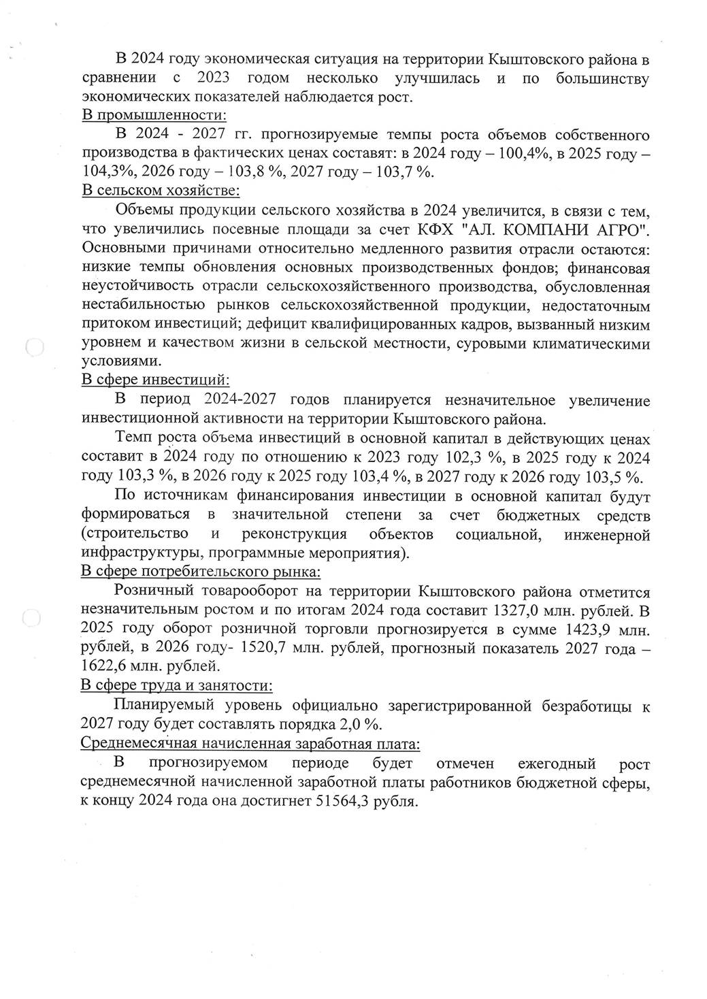 В 2024 году экономическая ситуация на территории Кыштовского района в
сравнении с 2023 годом несколько улучшилась и по большинству
экономических показателей наблюдается рост.
В промышленности:
В 2024 - 2027 гг. прогнозируемые темпы роста объемов собственного
производства в фактических ценах составят: в 2024 году – 100,4%, в 2025 году –
104,3%, 2026 году – 103,8 %, 2027 году – 103,7 %.
В сельском хозяйстве:
Объемы продукции сельского хозяйства в 2024 увеличится, в связи с тем,
что увеличились посевные площади за счет КФХ "АЛ. КОМПАНИ АГРО".
Основными причинами относительно медленного развития отрасли остаются:
низкие темпы обновления основных производственных фондов; финансовая
неустойчивость отрасли сельскохозяйственного производства, обусловленная
нестабильностью рынков сельскохозяйственной продукции, недостаточным
притоком инвестиций; дефицит квалифицированных кадров, вызванный низким
уровнем и качеством жизни в сельской местности, суровыми климатическими
условиями.
В сфере инвестиций:
В период 2024-2027 годов планируется незначительное увеличение
инвестиционной активности на территории Кыштовского района.
Темп роста объема инвестиций в основной капитал в действующих ценах
составит в 2024 году по отношению к 2023 году 102,3 %, в 2025 году к 2024
году 103,3 %, в 2026 году к 2025 году 103,4 %, в 2027 году к 2026 году 103,5 %.
По источникам финансирования инвестиции в основной капитал будут
формироваться в значительной степени за счет бюджетных средств
(строительство и реконструкция объектов социальной, инженерной
инфраструктуры, программные мероприятия).
В сфере потребительского рынка:
Розничный товарооборот на территории Кыштовского района отметится
незначительным ростом и по итогам 2024 года составит 1327,0 млн. рублей. В
2025 году оборот розничной торговли прогнозируется в сумме 1423,9 млн.
рублей, в 2026 году- 1520,7 млн. рублей, прогнозный показатель 2027 года –
1622,6 млн. рублей.
В сфере труда и занятости:
Планируемый уровень официально зарегистрированной безработицы к
2027 году будет составлять порядка 2,0 %.
Среднемесячная начисленная заработная плата:
В прогнозируемом периоде будет отмечен ежегодный рост
среднемесячной начисленной заработной платы работников бюджетной сферы,
к концу 2024 года она достигнет 51564,3 рубля.